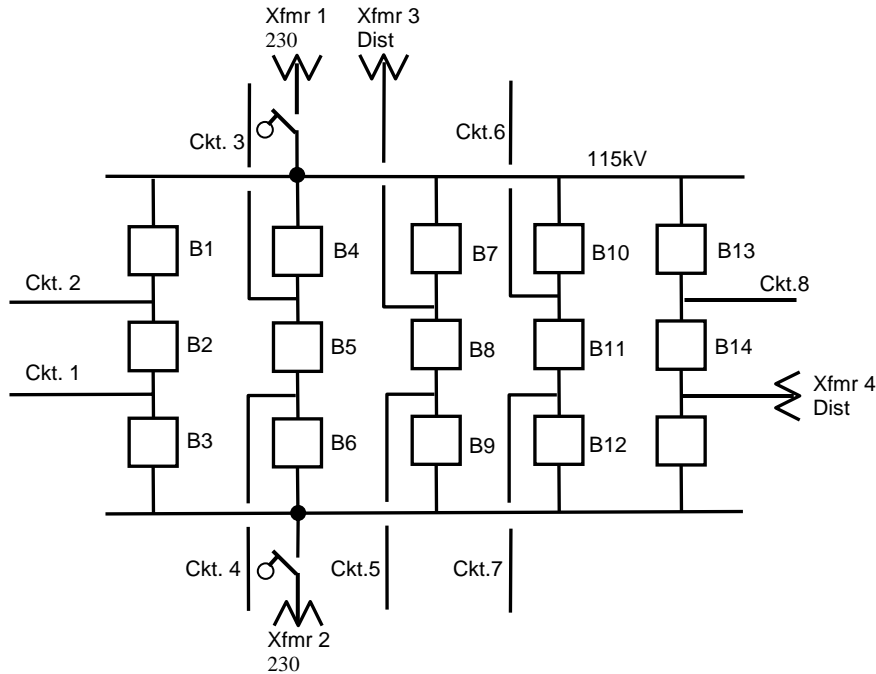 Xfmr 1
230
Xfmr 3
Dist
Ckt. 3
Ckt.6
115kV
B1
B4
B7
B10
B13
Ckt. 2
Ckt.8
B2
B5
B8
B11
B14
Ckt. 1
Xfmr 4
Dist
B3
B6
B9
B12
Ckt. 4
Ckt.5
Ckt.7
Xfmr 2
230